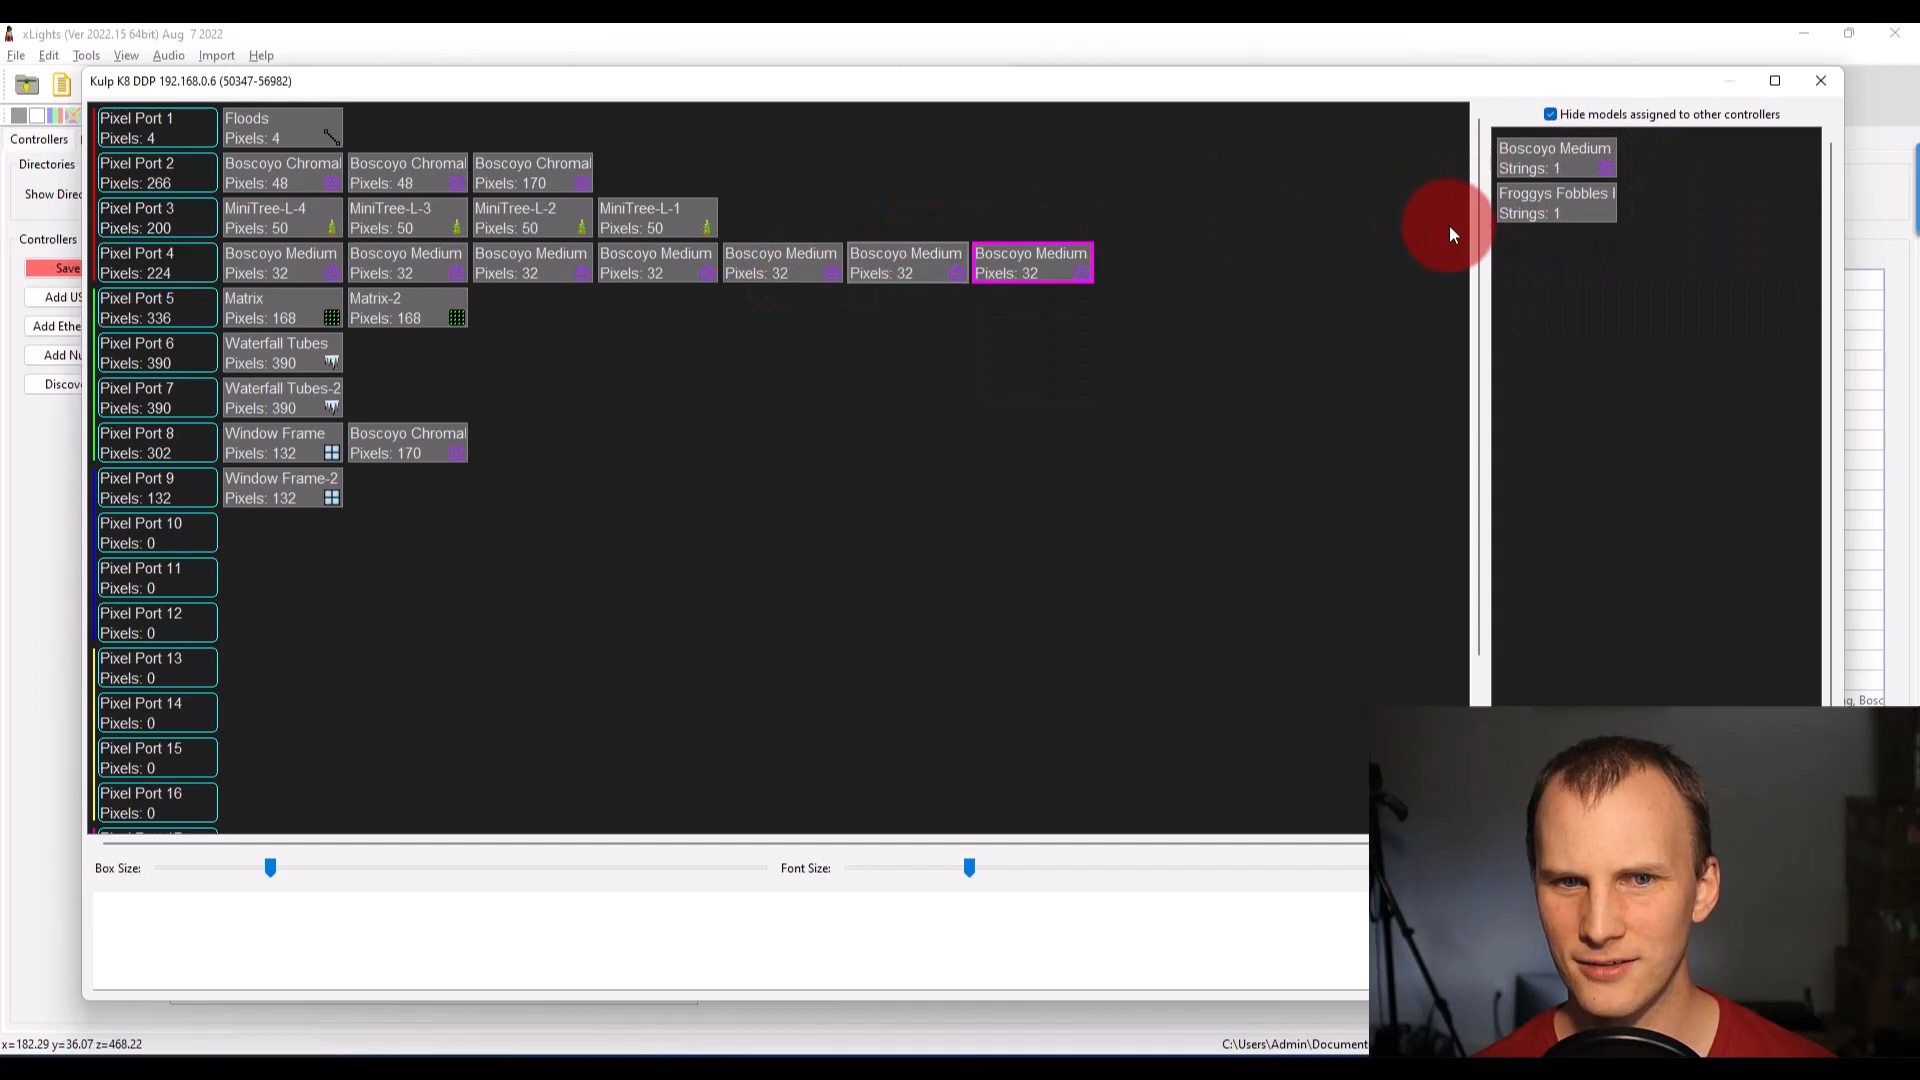 xLights (Ver 2022.15 64bit) Aug 7 2022
File Edit Tools View Audio Import Help
Kulp K8 DDP 192.168.0.6 (50347-56982)
Controllers
Directories
Show Direc
Controllers
Save
Add US
Add Ethe
Add Nu
Discove
Pixel Port 1
Pixels: 4
Floods
Pixels: 4
Pixel Port 2
Pixels: 266
Boscoyo Chromal
Pixels: 48
Boscoyo Chromal
Pixels: 48
Boscoyo Chromal
Pixels: 170
Pixel Port 3
Pixels: 200
MiniTree-L-4
Pixels: 50
MiniTree-L-3
Pixels: 50
MiniTree-L-2
Pixels: 50
MiniTree-L-1
Pixels: 50
Pixel Port 4
Pixels: 224
Boscoyo Medium
Pixels: 32
Boscoyo Medium
Pixels: 32
Boscoyo Medium
Pixels: 32
Boscoyo Medium
Pixels: 32
Boscoyo Medium
Pixels: 32
Boscoyo Medium
Pixels: 32
Boscoyo Medium
Pixels: 32
Pixel Port 5
Pixels: 336
Matrix
Pixels: 168
Matrix-2
Pixels: 168
Pixel Port 6
Pixels: 390
Waterfall Tubes
Pixels: 390
Pixel Port 7
Pixels: 390
Waterfall Tubes-2
Pixels: 390
Pixel Port 8
Pixels: 302
Window Frame
Pixels: 132
Boscoyo Chromal
Pixels: 170
Pixel Port 9
Pixels: 132
Window Frame-2
Pixels: 132
Pixel Port 10
Pixels: 0
Pixel Port 11
Pixels: 0
Pixel Port 12
Pixels: 0
Pixel Port 13
Pixels: 0
Pixel Port 14
Pixels: 0
Pixel Port 15
Pixels: 0
Pixel Port 16
Pixels: 0
Hide models assigned to other controllers
Boscoyo Medium
Strings: 1
Froggys Fobbles
Strings: 1
g, Bosc
Box Size:
Font Size:
x=182.29 y=36.07 z=468.22
C:\Users\Admin\Document